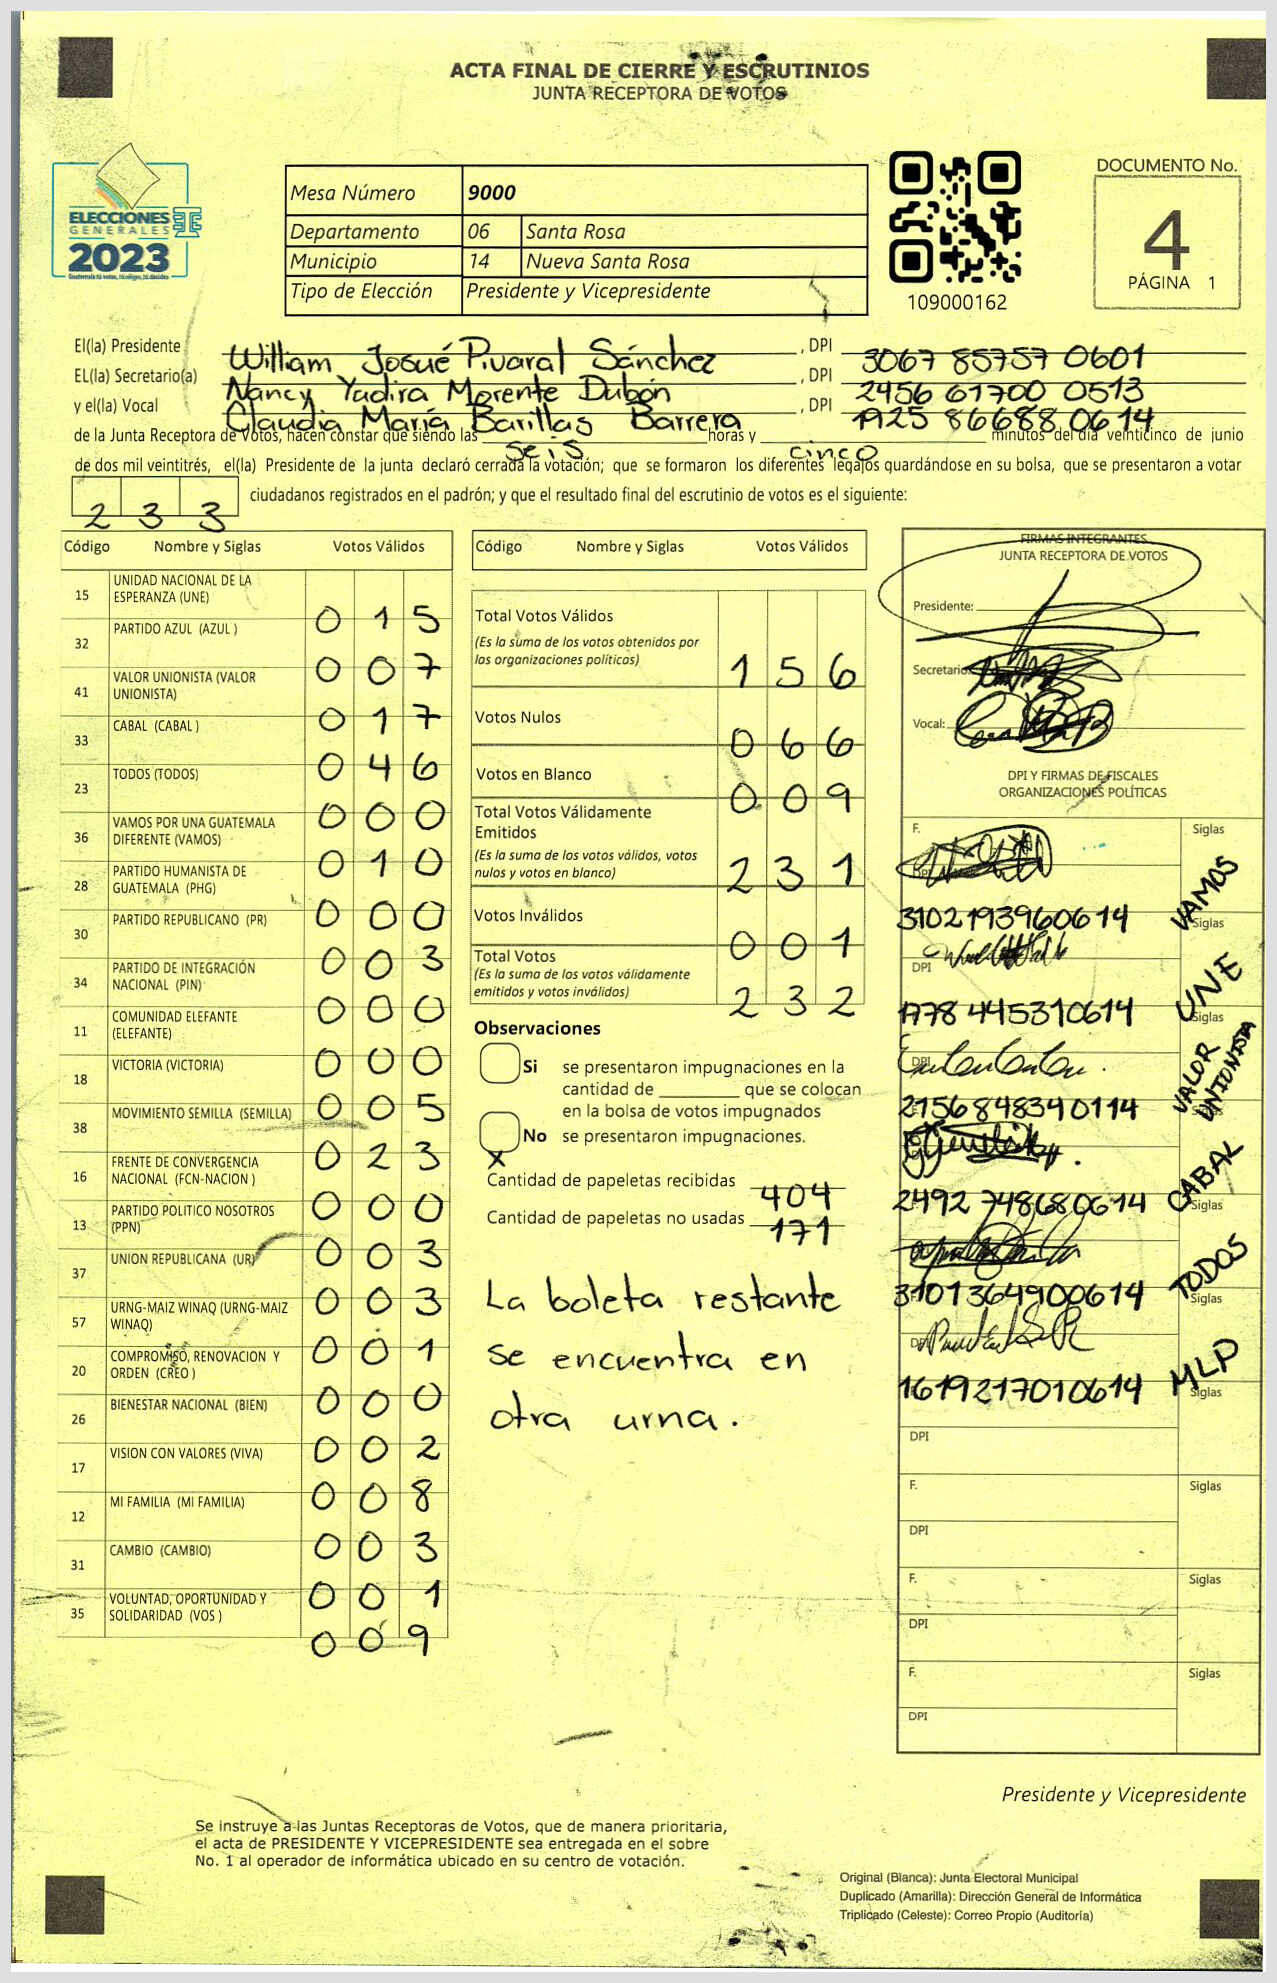 ACTA FINAL DE CIERRE Y ESCRUTINIOS
JUNTA RECEPTORA DE VOTOS
ELECCIONES
GENERALES
2023
Mesa Número 9000
Departamento 06 Santa Rosa
Municipio 14 Nueva Santa Rosa
Tipo de Elección Presidente y Vicepresidente
109000162
DOCUMENTO No.
4
PÁGINA 1
El(la) Presidente William Josué Pivaral Sánchez , DPI 3067 85757 0601
EL(la) Secretario(a) Nancy Yadira Morente Dubón , DPI 2456 61700 0513
y el(la) Vocal Claudia María Barillas Barrera , DPI 1925 86688 0614
de la Junta Receptora de Votos, hacen constar que siendo las seis horas y cinco minutos del día veinticinco de junio
de dos mil veintitrés, el(la) Presidente de la junta declaró cerrada la votación; que se formaron los diferentes legajos guardándose en su bolsa, que se presentaron a votar
233 ciudadanos registrados en el padrón; y que el resultado final del escrutinio de votos es el siguiente:
Código Nombre y Siglas Votos Válidos
15 UNIDAD NACIONAL DE LA
ESPERANZA (UNE) 0 1 5
32 PARTIDO AZUL (AZUL ) 0 0 7
41 VALOR UNIONISTA (VALOR
UNIONISTA) 0 1 7
33 CABAL (CABAL ) 0 4 6
23 TODOS (TODOS) 0 0 0
36 VAMOS POR UNA GUATEMALA
DIFERENTE (VAMOS) 0 1 0
28 PARTIDO HUMANISTA DE
GUATEMALA (PHG) 0 0 0
30 PARTIDO REPUBLICANO (PR) 0 0 3
34 PARTIDO DE INTEGRACIÓN
NACIONAL (PIN) 0 0 0
11 COMUNIDAD ELEFANTE
(ELEFANTE) 0 0 0
18 VICTORIA (VICTORIA) 0 0 5
38 MOVIMIENTO SEMILLA (SEMILLA) 0 2 3
16 FRENTE DE CONVERGENCIA
NACIONAL (FCN-NACION ) 0 0 0
13 PARTIDO POLITICO NOSOTROS
(PPN) 0 0 3
37 UNION REPUBLICANA (UR) 0 0 3
57 URNG-MAIZ WINAQ (URNG-MAIZ
WINAQ) 0 0 1
20 COMPROMISO, RENOVACION Y
ORDEN (CREO ) 0 0 0
26 BIENESTAR NACIONAL (BIEN) 0 0 2
17 VISION CON VALORES (VIVA) 0 0 8
12 MI FAMILIA (MI FAMILIA) 0 0 3
31 CAMBIO (CAMBIO) 0 0 1
35 VOLUNTAD, OPORTUNIDAD Y
SOLIDARIDAD (VOS ) 0 0 9
Código Nombre y Siglas Votos Válidos
Total Votos Válidos
(Es la suma de los votos obtenidos por
las organizaciones políticas) 1 5 6
Votos Nulos 0 6 6
Votos en Blanco 0 0 9
Total Votos Válidamente
Emitidos
(Es la suma de los votos válidos, votos
nulos y votos en blanco) 2 3 1
Votos Inválidos 0 0 1
Total Votos
(Es la suma de los votos válidamente
emitidos y votos inválidos) 2 3 2
Observaciones
Si se presentaron impugnaciones en la
cantidad de ________ que se colocan
en la bolsa de votos impugnados
No se presentaron impugnaciones.
X
Cantidad de papeletas recibidas 404
Cantidad de papeletas no usadas 171
La boleta restante
se encuentra en
otra urna.
FIRMAS INTEGRANTES
JUNTA RECEPTORA DE VOTOS
Presidente:
Secretario:
Vocal:
DPI Y FIRMAS DE FISCALES
ORGANIZACIONES POLÍTICAS
F. Siglas
DPI
3102193960614 VAMOS
Siglas
DPI
1778 445310614 UNE
Siglas
DPI
2156848340114 VALOR UNIONISTA
Siglas
2492 748680614 CABAL
Siglas
3101364900614 TODOS
Siglas
DPI
1619217010614 MLP
Siglas
DPI
F. Siglas
DPI
F. Siglas
DPI
F. Siglas
DPI
Presidente y Vicepresidente
Se instruye a las Juntas Receptoras de Votos, que de manera prioritaria,
el acta de PRESIDENTE Y VICEPRESIDENTE sea entregada en el sobre
No. 1 al operador de informática ubicado en su centro de votación.
Original (Blanca): Junta Electoral Municipal
Duplicado (Amarilla): Dirección General de Informática
Triplicado (Celeste): Correo Propio (Auditoría)